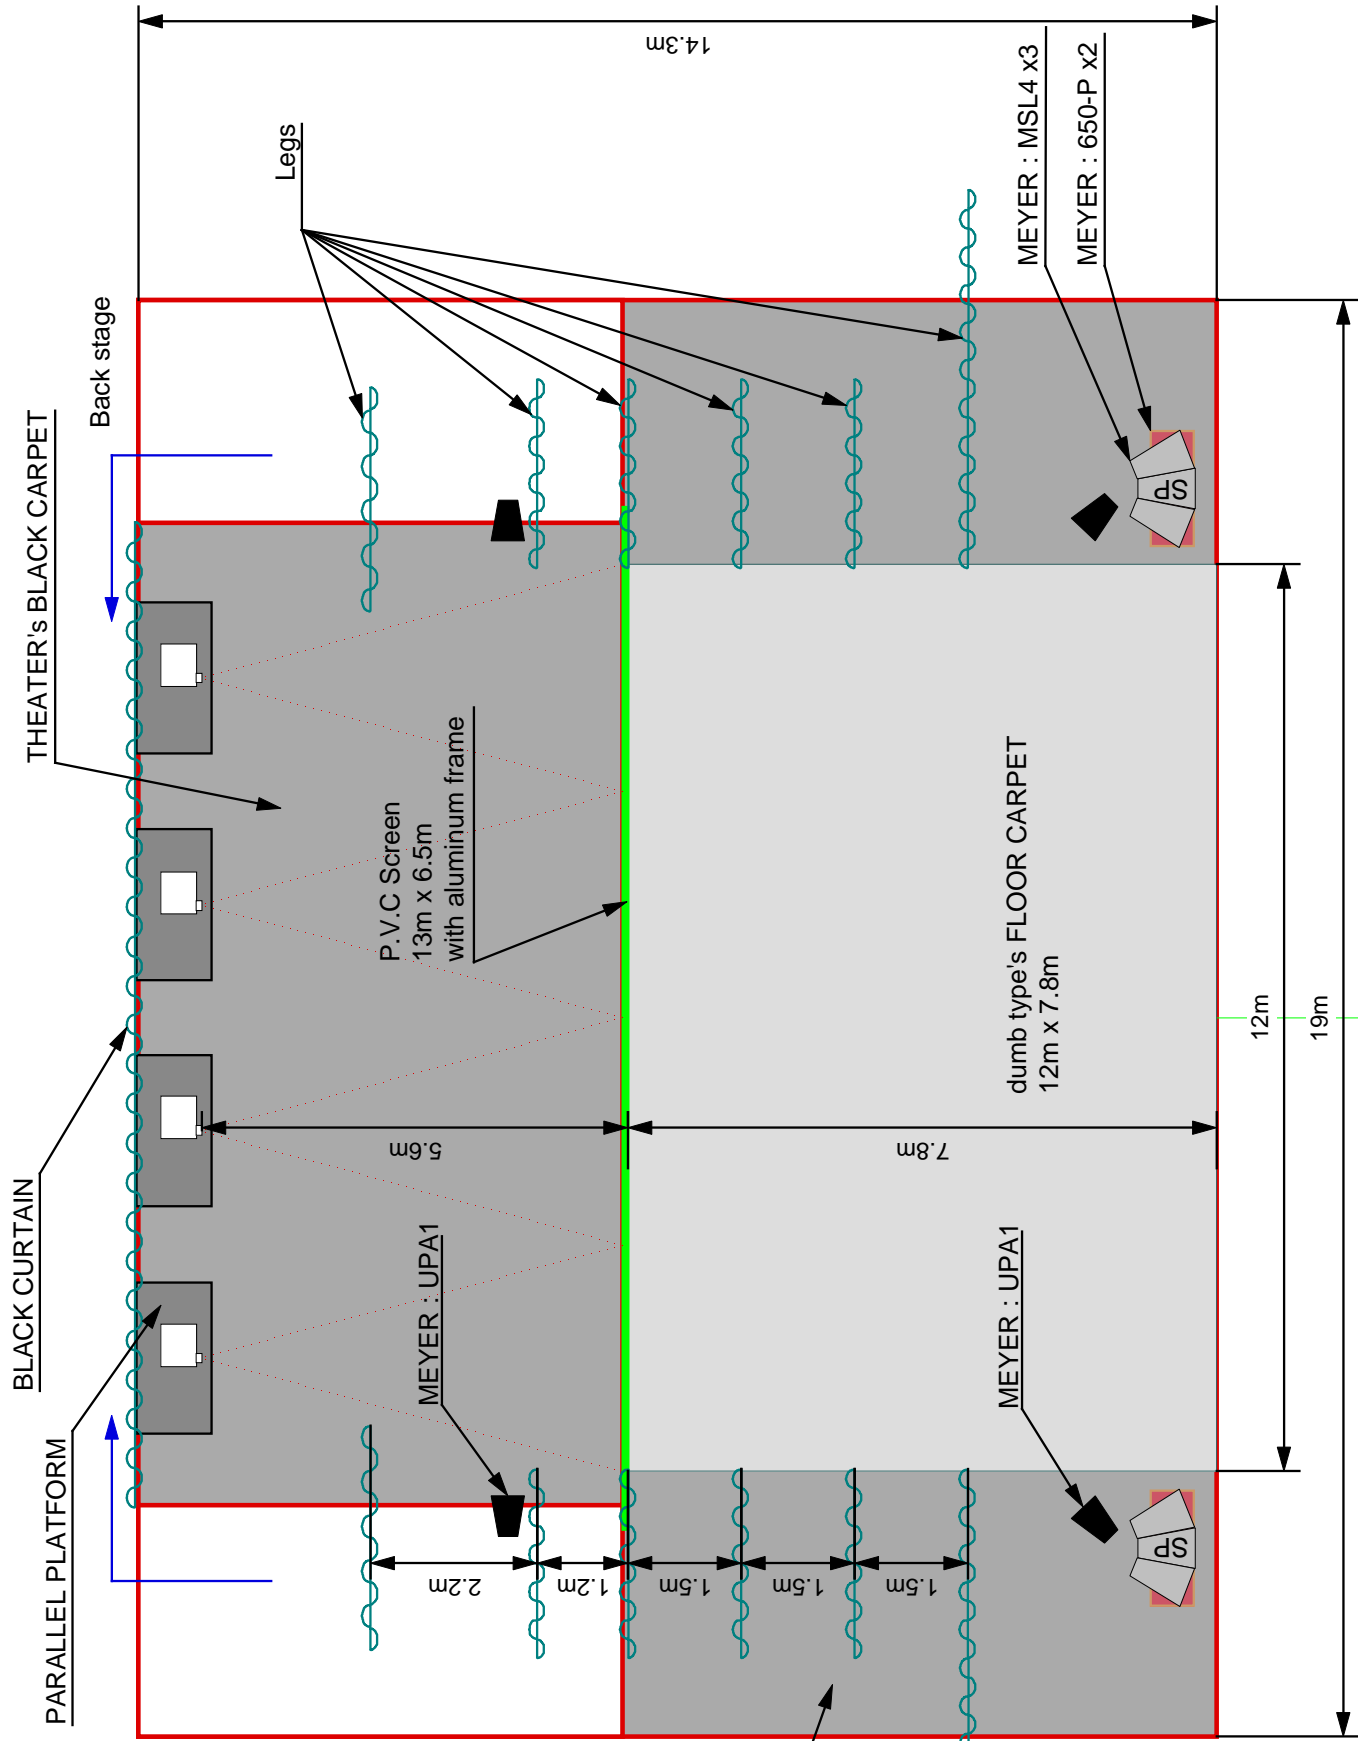 BLACK CURTAIN
PARALLEL PLATFORM
THEATER's BLACK CARPET
Back stage
Legs
14.3m
P.V.C Screen
13m x 6.5m
with aluminum frame
5.6m
7.8m
MEYER : UPA1
MEYER : UPA1
2.2m
1.2m
1.5m
1.5m
1.5m
dumb type's FLOOR CARPET
12m x 7.8m
MEYER : MSL4 x3
MEYER : 650-P x2
SP
SP
12m
19m